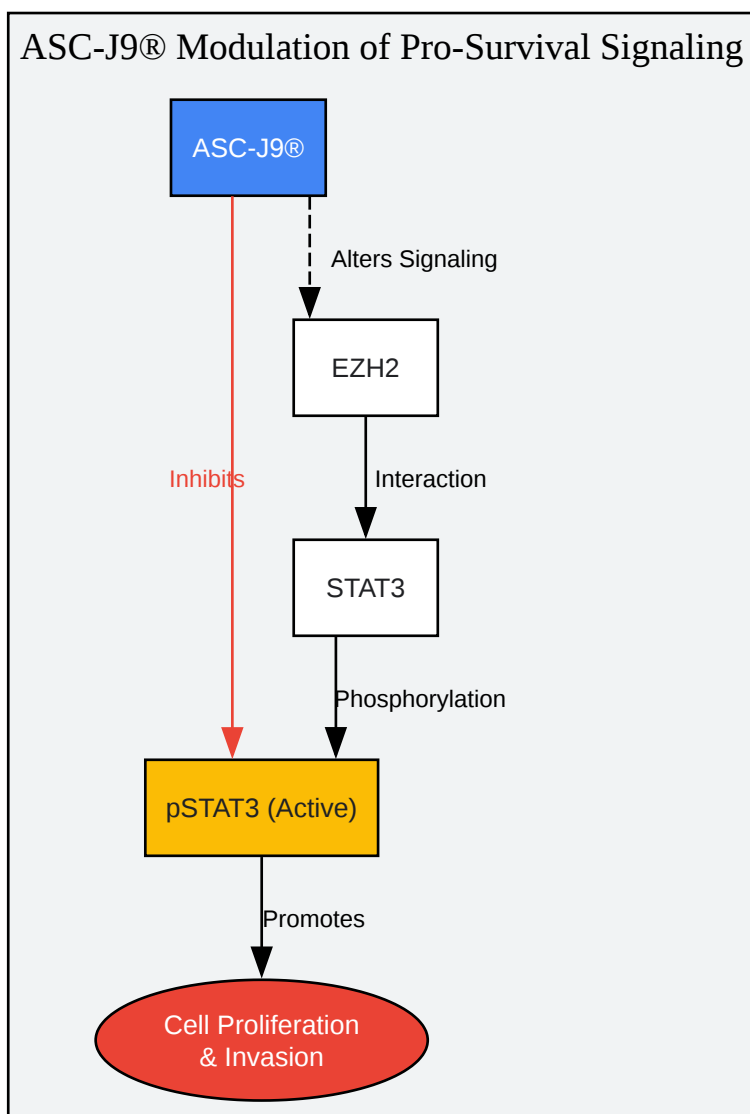 ASC-J9® Modulation of Pro-Survival Signaling
ASC-J9®
Alters Signaling
EZH2
Inhibits
Interaction
STAT3
Phosphorylation
pSTAT3 (Active)
Promotes
Cell Proliferation
& Invasion